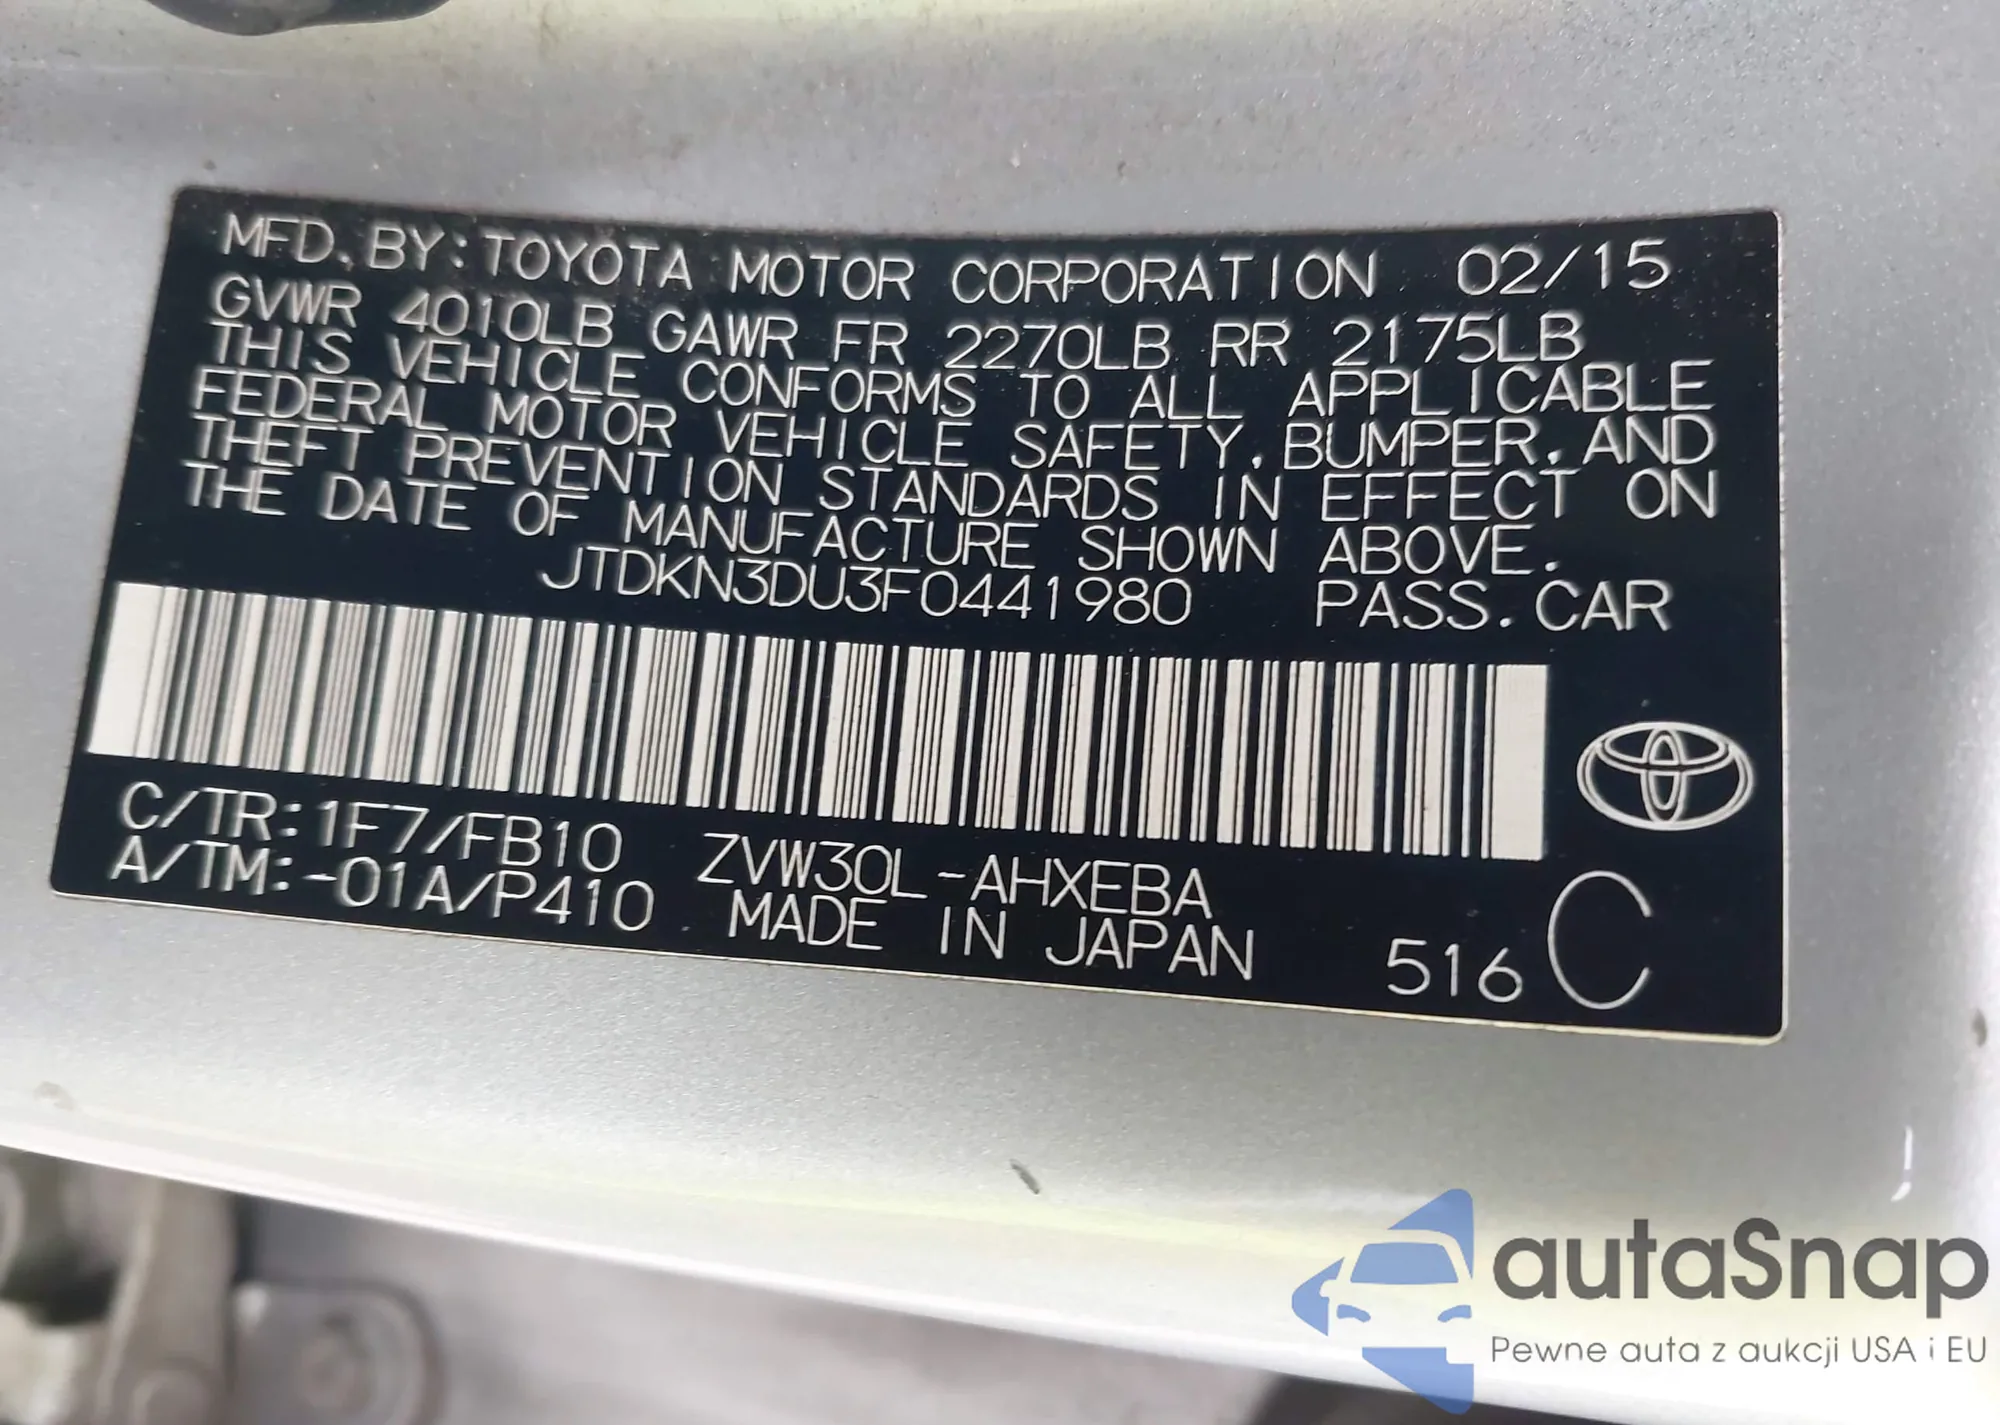 MFD. BY: TOYOTA MOTOR CORPORATION 02/15
GVWR 4010LB GAWR FR 2270LB RR 2175LB
THIS VEHICLE CONFORMS TO ALL APPLICABLE
FEDERAL MOTOR VEHICLE SAFETY, BUMPER, AND
THEFT PREVENTION STANDARDS IN EFFECT ON
THE DATE OF MANUFACTURE SHOWN ABOVE.
JTDKN3DU3F0441980 PASS. CAR
C/TR: 1F7/FB10 ZVW30L-AHXEBA
A/TM: -01A/P410 MADE IN JAPAN 516 C
autaSnap
Pewne auta z aukcji USA i EU